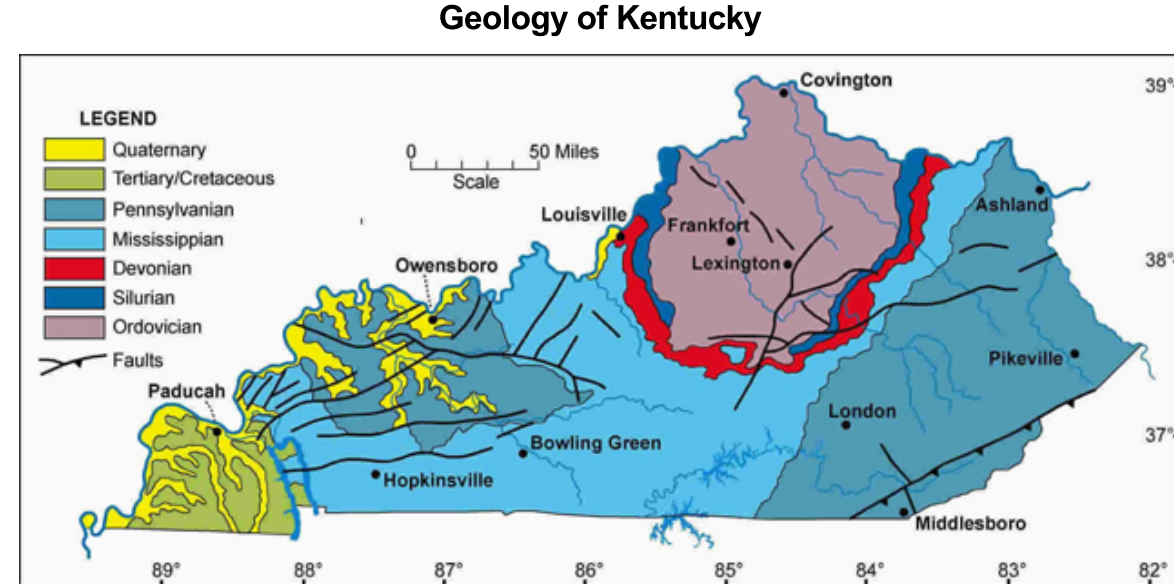 Geology of Kentucky
LEGEND
Quaternary
Tertiary/Cretaceous
Pennsylvanian
Mississippian
Devonian
Silurian
Ordovician
Faults
0 50 Miles
Scale
Covington
39°
Louisville
Frankfort
Lexington
Ashland
38°
Owensboro
Pikeville
Paducah
London
37°
Bowling Green
Hopkinsville
Middlesboro
89° 88° 87° 86° 85° 84° 83° 82°